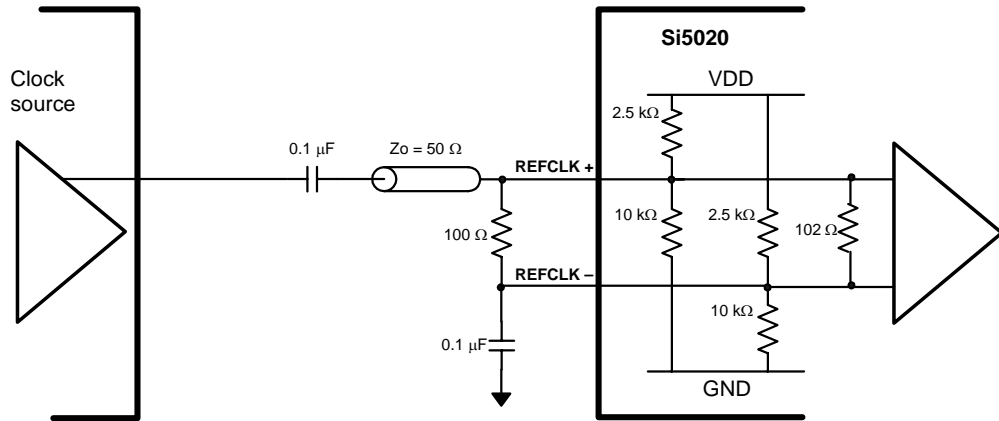 Si5020
Clock
source
VDD
2.5 kΩ
0.1 μF
Zo = 50 Ω
REFCLK +
100 Ω
10 kΩ
2.5 kΩ
102 Ω
REFCLK –
10 kΩ
0.1 μF
GND